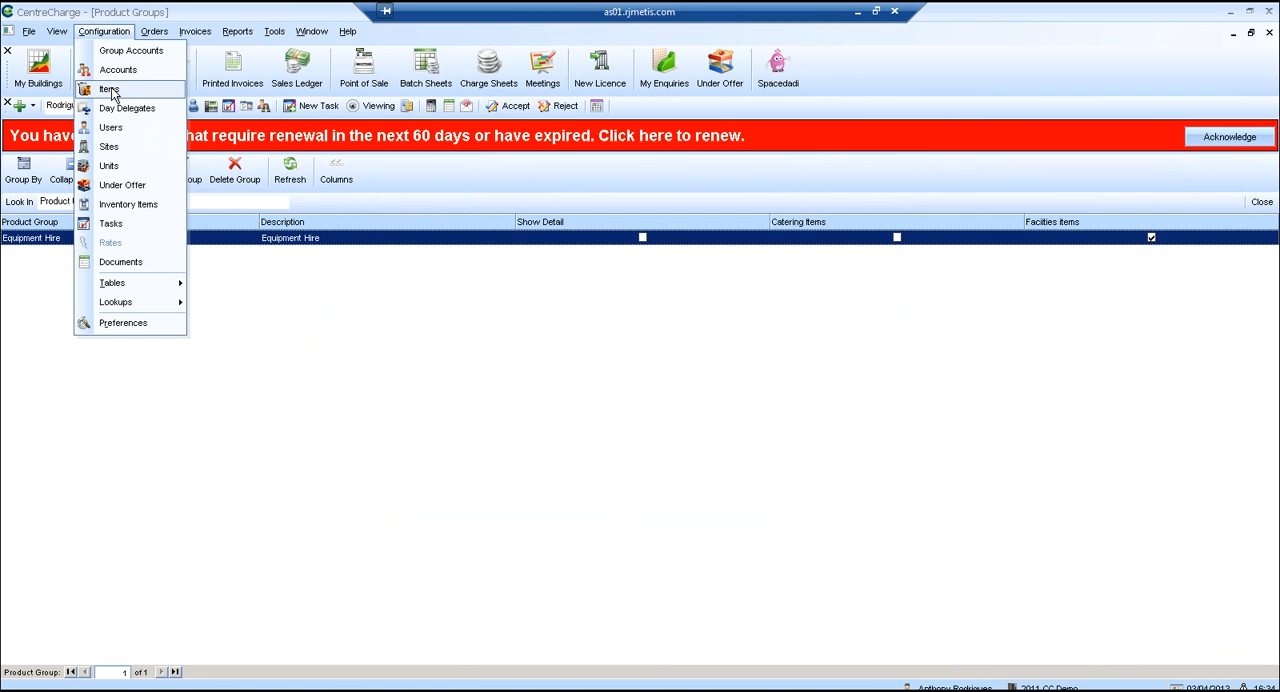 CentreCharge - [Product Groups]
as01.rjmetis.com
File View Configuration Orders Invoices Reports Tools Window Help
My Buildings Printed Invoices Sales Ledger Point of Sale Batch Sheets Charge Sheets Meetings New Licence My Enquiries Under Offer Spacedadi
Group Accounts
Accounts
Items
Day Delegates
Users
Sites
Units
Under Offer
Inventory Items
Tasks
Rates
Documents
Tables
Lookups
Preferences
New Task Viewing Accept Reject
You hav hat require renewal in the next 60 days or have expired. Click here to renew.
Acknowledge
Group By Collap oup Delete Group Refresh Columns
Look In Product Close
Product Group Description Show Detail Catering Items Facities items
Equipment Hire Equipment Hire
Product Group: 1 of 1
Anthony Rodrigues 2011 CC Demo 03/04/2013 16:34